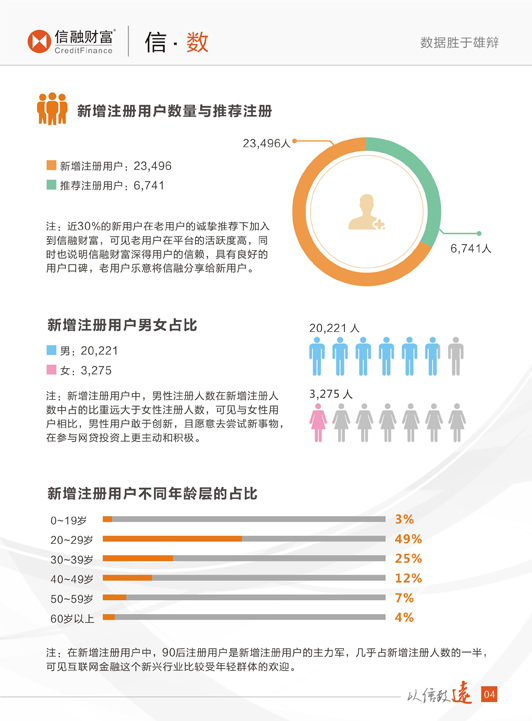 信融财富®
CreditFinance
信·数
数据胜于雄辩
新增注册用户数量与推荐注册
23,496人
新增注册用户：23,496
推荐注册用户：6,741
6,741人
注：近30%的新用户在老用户的诚挚推荐下加入
到信融财富，可见老用户在平台的活跃度高，同
时也说明信融财富深得用户的信赖，具有良好的
用户口碑，老用户乐意将信融分享给新用户。
新增注册用户男女占比
男：20,221
女：3,275
20,221 人
3,275 人
注：新增注册用户中，男性注册人数在新增注册人
数中占的比重远大于女性注册人数，可见与女性用
户相比，男性用户敢于创新，且愿意去尝试新事物，
在参与网贷投资上更主动和积极。
新增注册用户不同年龄层的占比
0~19岁 3%
20~29岁 49%
30~39岁 25%
40~49岁 12%
50~59岁 7%
60岁以上 4%
注：在新增注册用户中，90后注册用户是新增注册用户的主力军，几乎占新增注册人数的一半，
可见互联网金融这个新兴行业比较受年轻群体的欢迎。
以信致远 04